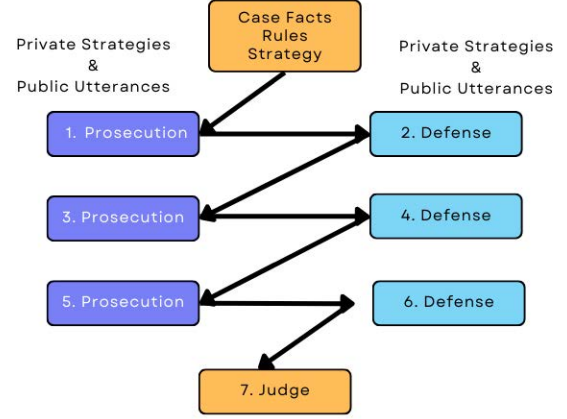 Case Facts
Rules
Strategy
Private Strategies
&
Public Utterances
Private Strategies
&
Public Utterances
1. Prosecution
2. Defense
3. Prosecution
4. Defense
5. Prosecution
6. Defense
7. Judge